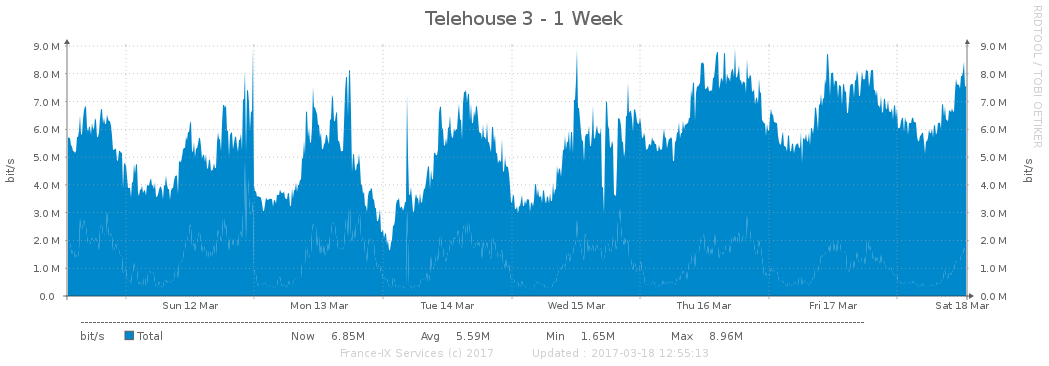 Telehouse 3 - 1 Week
RRDTOOL / TOBI OETIKER
bit/s
9.0 M
8.0 M
7.0 M
6.0 M
5.0 M
4.0 M
3.0 M
2.0 M
1.0 M
0.0
9.0 M
8.0 M
7.0 M
6.0 M
5.0 M
4.0 M
3.0 M
2.0 M
1.0 M
0.0 M
bit/s
Sun 12 Mar Mon 13 Mar Tue 14 Mar Wed 15 Mar Thu 16 Mar Fri 17 Mar Sat 18 Mar
bit/s Total Now 6.85M Avg 5.59M Min 1.65M Max 8.96M
France-IX Services (c) 2017 Updated : 2017-03-18 12:55:13